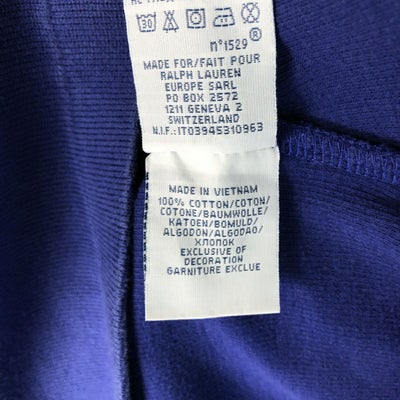 30
n°1529 ®
MADE FOR/FAIT POUR
RALPH LAUREN
EUROPE SARL
PO BOX 2572
1211 GENEVA 2
SWITZERLAND
N.I.F.:IT03945310963
MADE IN VIETNAM
100% COTTON/COTON/
COTONE/BAUMWOLLE/
KATOEN/BOMULD/
ALGODON/ALGODAO/
ХЛОПОК
EXCLUSIVE OF
DECORATION
GARNITURE EXCLUE